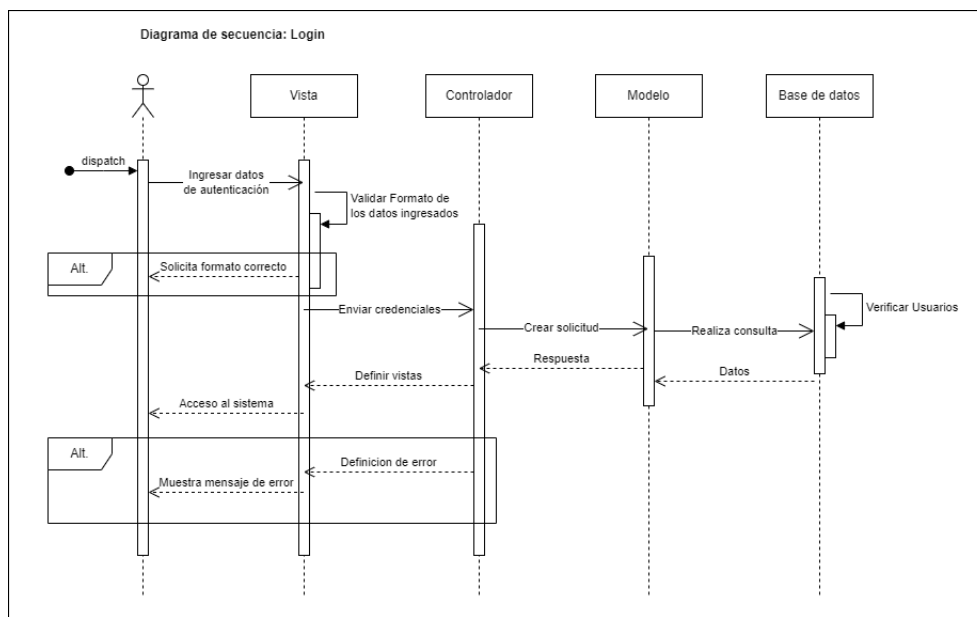 Diagrama de secuencia: Login
Vista
Controlador
Modelo
Base de datos
dispatch
Ingresar datos
de autenticación
Validar Formato de
los datos ingresados
Alt.
Solicita formato correcto
Enviar credenciales
Verificar Usuarios
Crear solicitud
Realiza consulta
Respuesta
Datos
Definir vistas
Acceso al sistema
Alt.
Definicion de error
Muestra mensaje de error